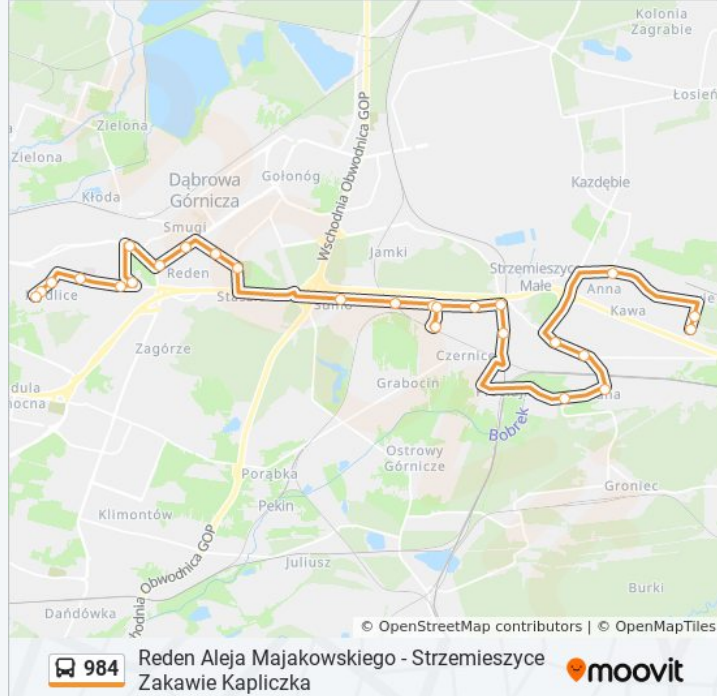 Kolonia
Zagrabie
Łosień
Zielona
Zielona
Kłoda
Gołonóg
Dąbrowa
Górnicza
Smugi
Wschodnia Obwodnica GOP
Kazdębie
Jamki
Strzemieszyce
Małe
Reden
Anna
Kawa
Zagórze
Czernice
Grabocin
Bobrek
Ostrowy
Górnicze
Groniec
Porąbka
Pekin
Klimontów
Juliusz
Burki
Dańdówka
hodnia Obwodnica GOP
© OpenStreetMap contributors | © OpenMapTiles
984
Reden Aleja Majakowskiego - Strzemieszyce
Zakawie Kapliczka
moovit